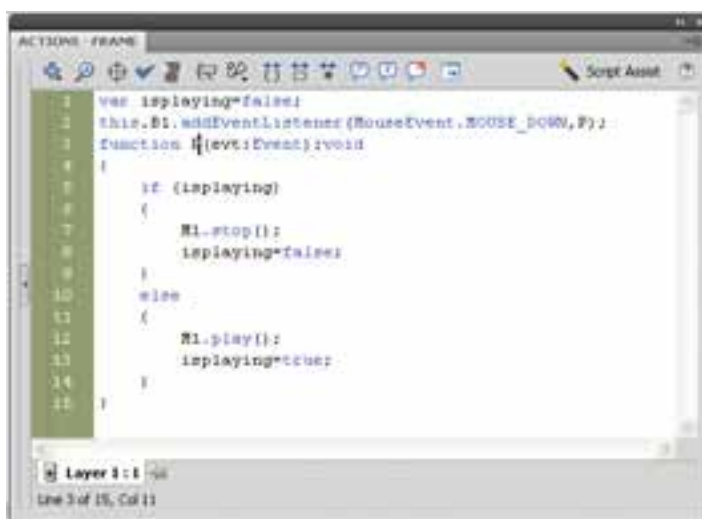 ACTIONS - FRAME
Script Assist
1 var isplaying=false;
2 this.B1.addEventListener(MouseEvent.MOUSE_DOWN,P);
3 function P(evt:Event):void
4 {
5 if (isplaying)
6 {
7 M1.stop();
8 isplaying=false;
9 }
10 else
11 {
12 M1.play();
13 isplaying=true;
14 }
15 }
Layer 1 : 1
Line 3 of 15, Col 11